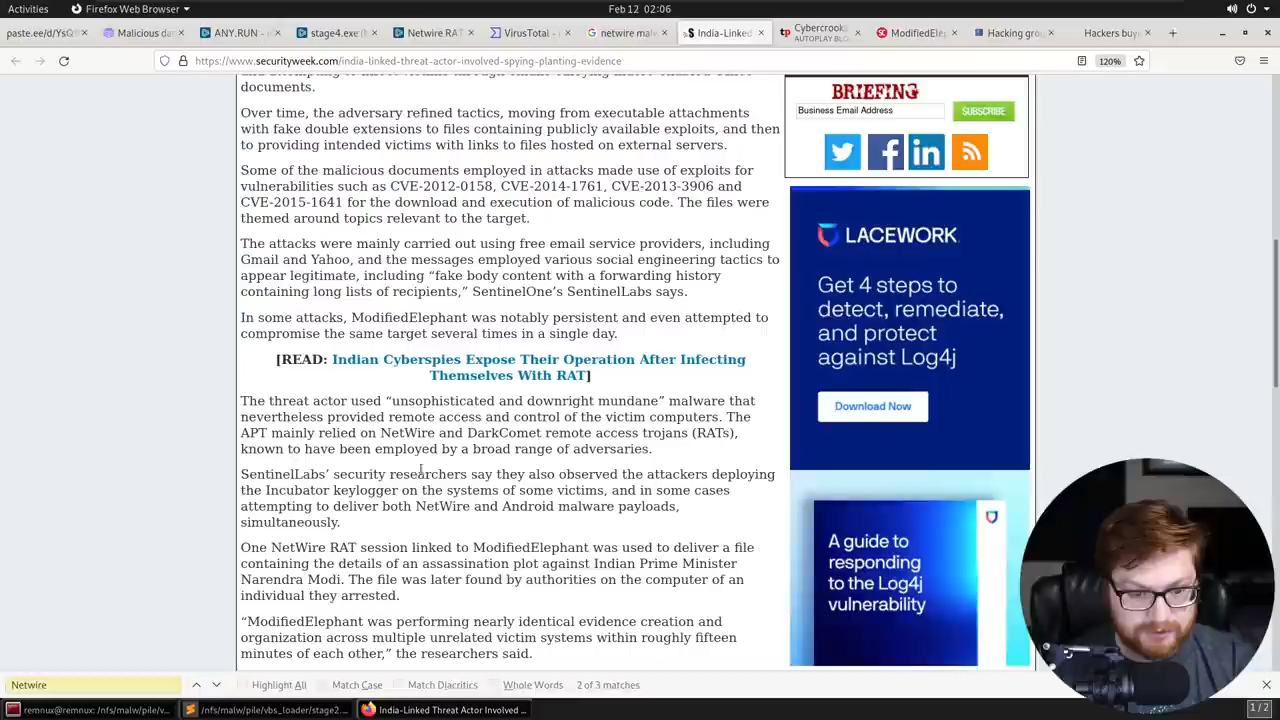 Activities
Firefox Web Browser
Feb 12 02:06
paste.ee/d/YsQ
Malicious da
ANY.RUN -
stage4.exe (
Netwire RAT
VirusTotal -
netwire mal
India-Linked
Cybercrook
AUTOPLAY BLO
ModifiedElep
Hacking gro
Hackers buy
https://www.securityweek.com/india-linked-threat-actor-involved-spying-planting-evidence
120%
documents.
Over time, the adversary refined tactics, moving from executable attachments
with fake double extensions to files containing publicly available exploits, and then
to providing intended victims with links to files hosted on external servers.
Some of the malicious documents employed in attacks made use of exploits for
vulnerabilities such as CVE-2012-0158, CVE-2014-1761, CVE-2013-3906 and
CVE-2015-1641 for the download and execution of malicious code. The files were
themed around topics relevant to the target.
The attacks were mainly carried out using free email service providers, including
Gmail and Yahoo, and the messages employed various social engineering tactics to
appear legitimate, including “fake body content with a forwarding history
containing long lists of recipients,” SentinelOne’s SentinelLabs says.
In some attacks, ModifiedElephant was notably persistent and even attempted to
compromise the same target several times in a single day.
[READ: Indian Cyberspies Expose Their Operation After Infecting
Themselves With RAT]
The threat actor used “unsophisticated and downright mundane” malware that
nevertheless provided remote access and control of the victim computers. The
APT mainly relied on NetWire and DarkComet remote access trojans (RATs),
known to have been employed by a broad range of adversaries.
SentinelLabs’ security researchers say they also observed the attackers deploying
the Incubator keylogger on the systems of some victims, and in some cases
attempting to deliver both NetWire and Android malware payloads,
simultaneously.
One NetWire RAT session linked to ModifiedElephant was used to deliver a file
containing the details of an assassination plot against Indian Prime Minister
Narendra Modi. The file was later found by authorities on the computer of an
individual they arrested.
“ModifiedElephant was performing nearly identical evidence creation and
organization across multiple unrelated victim systems within roughly fifteen
minutes of each other,” the researchers said.
BRIEFING
Business Email Address
SUBSCRIBE
LACEWORK
Get 4 steps to
detect, remediate,
and protect
against Log4j
Download Now
A guide to
responding
to the Log4j
vulnerability
Netwire
Highlight All
Match Case
Match Diacritics
Whole Words
2 of 3 matches
remnux@remnux: /nfs/malw/pile/v...
/nfs/malw/pile/vbs_loader/stage2...
India-Linked Threat Actor Involved ...
1/2